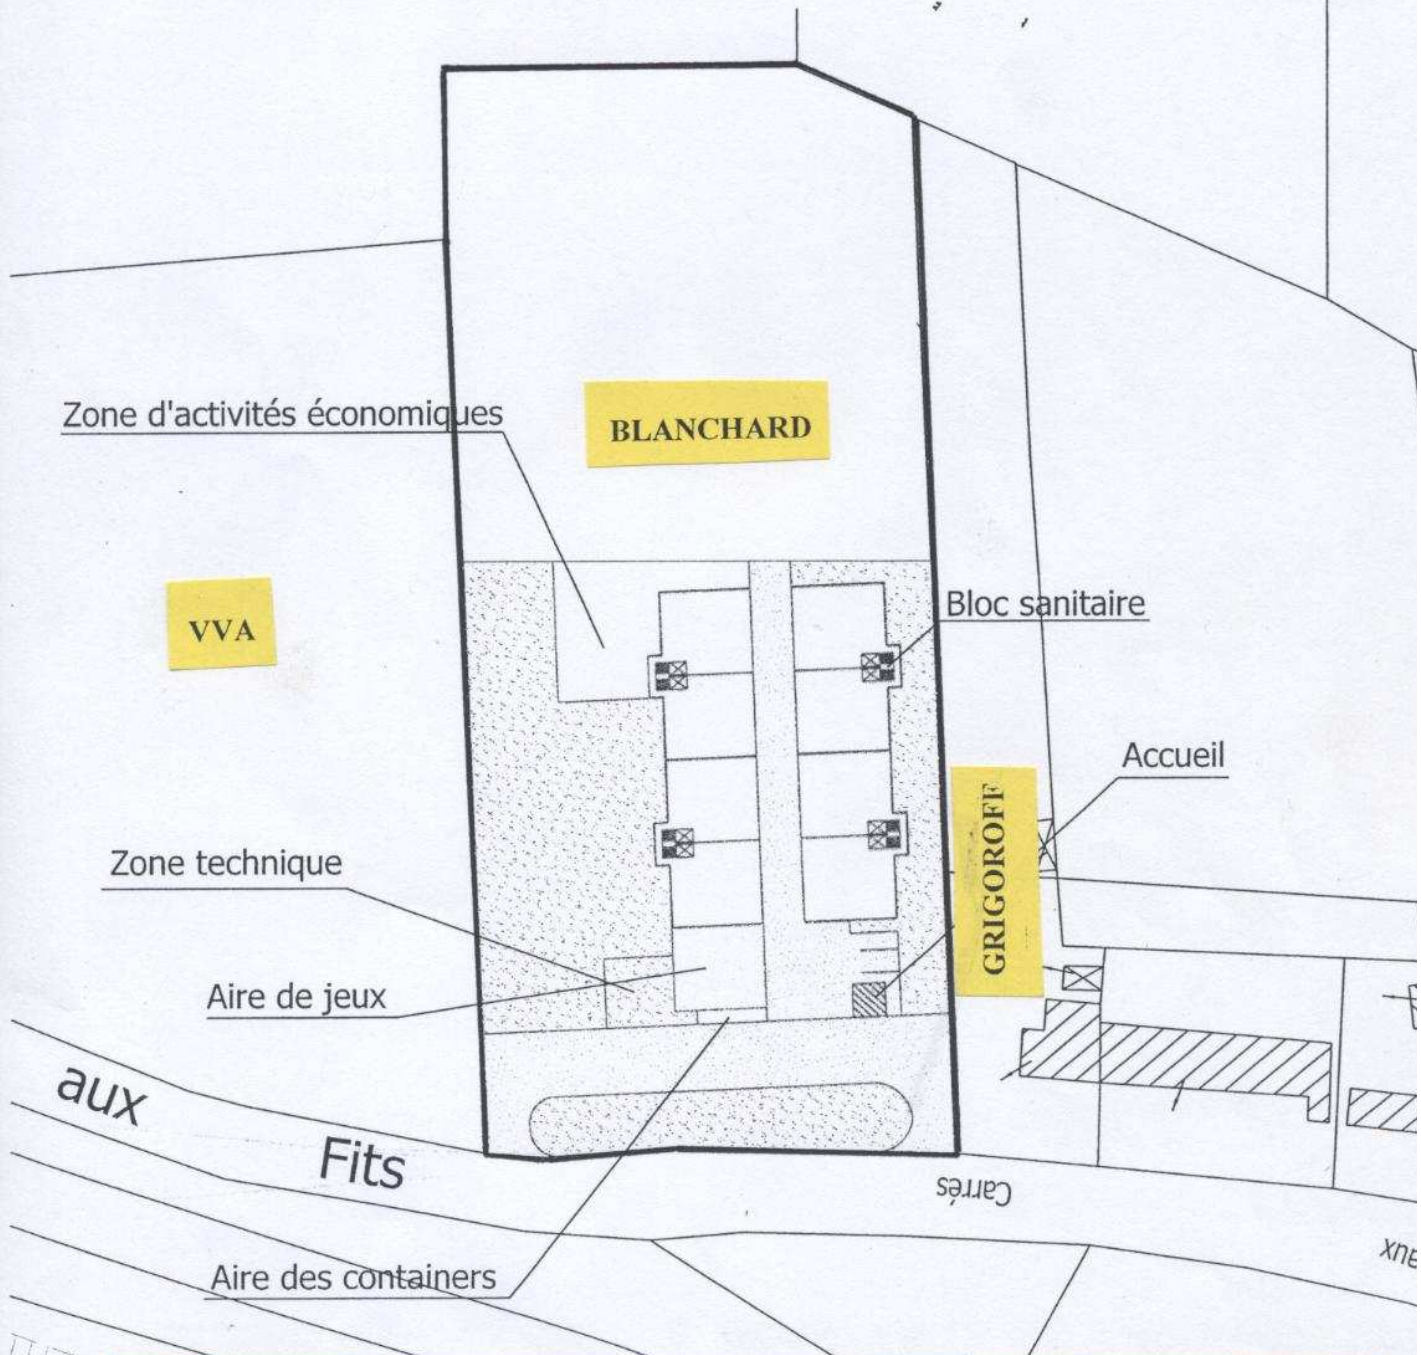 Zone d'activités économiques
BLANCHARD
VVA
Bloc sanitaire
Accueil
Zone technique
GRIGOROFF
Aire de jeux
aux
Fits
Carrés
aux
Aire des containers